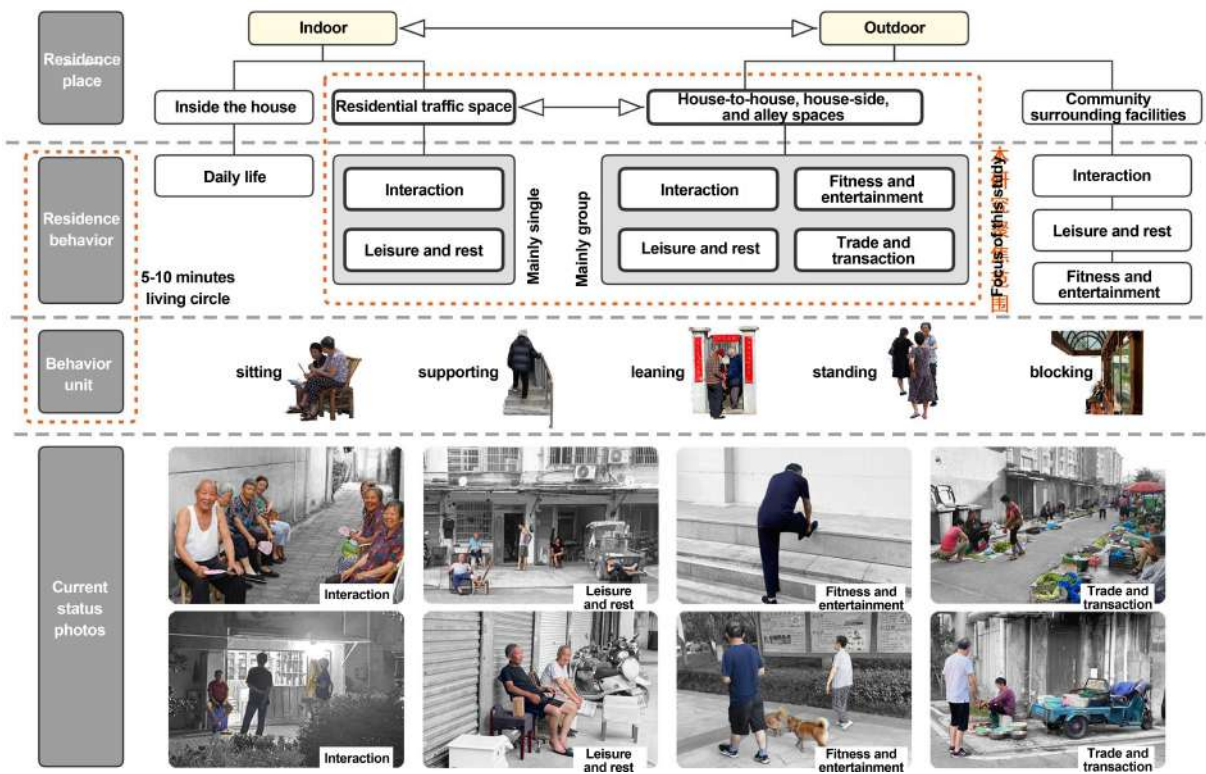 Indoor
Outdoor
Residence
place
Inside the house
Residential traffic space
House-to-house, house-side,
and alley spaces
Community
surrounding facilities
Residence
behavior
Daily life
Interaction
Leisure and rest
Mainly single
Mainly group
Interaction
Fitness and
entertainment
Leisure and rest
Trade and
transaction
Focus of this study
Interaction
Leisure and rest
Fitness and
entertainment
5-10 minutes
living circle
Behavior
unit
sitting
supporting
leaning
standing
blocking
Current
status
photos
Interaction
Leisure
and rest
Fitness and
entertainment
Trade and
transaction
Interaction
Leisure
and rest
Fitness and
entertainment
Trade and
transaction